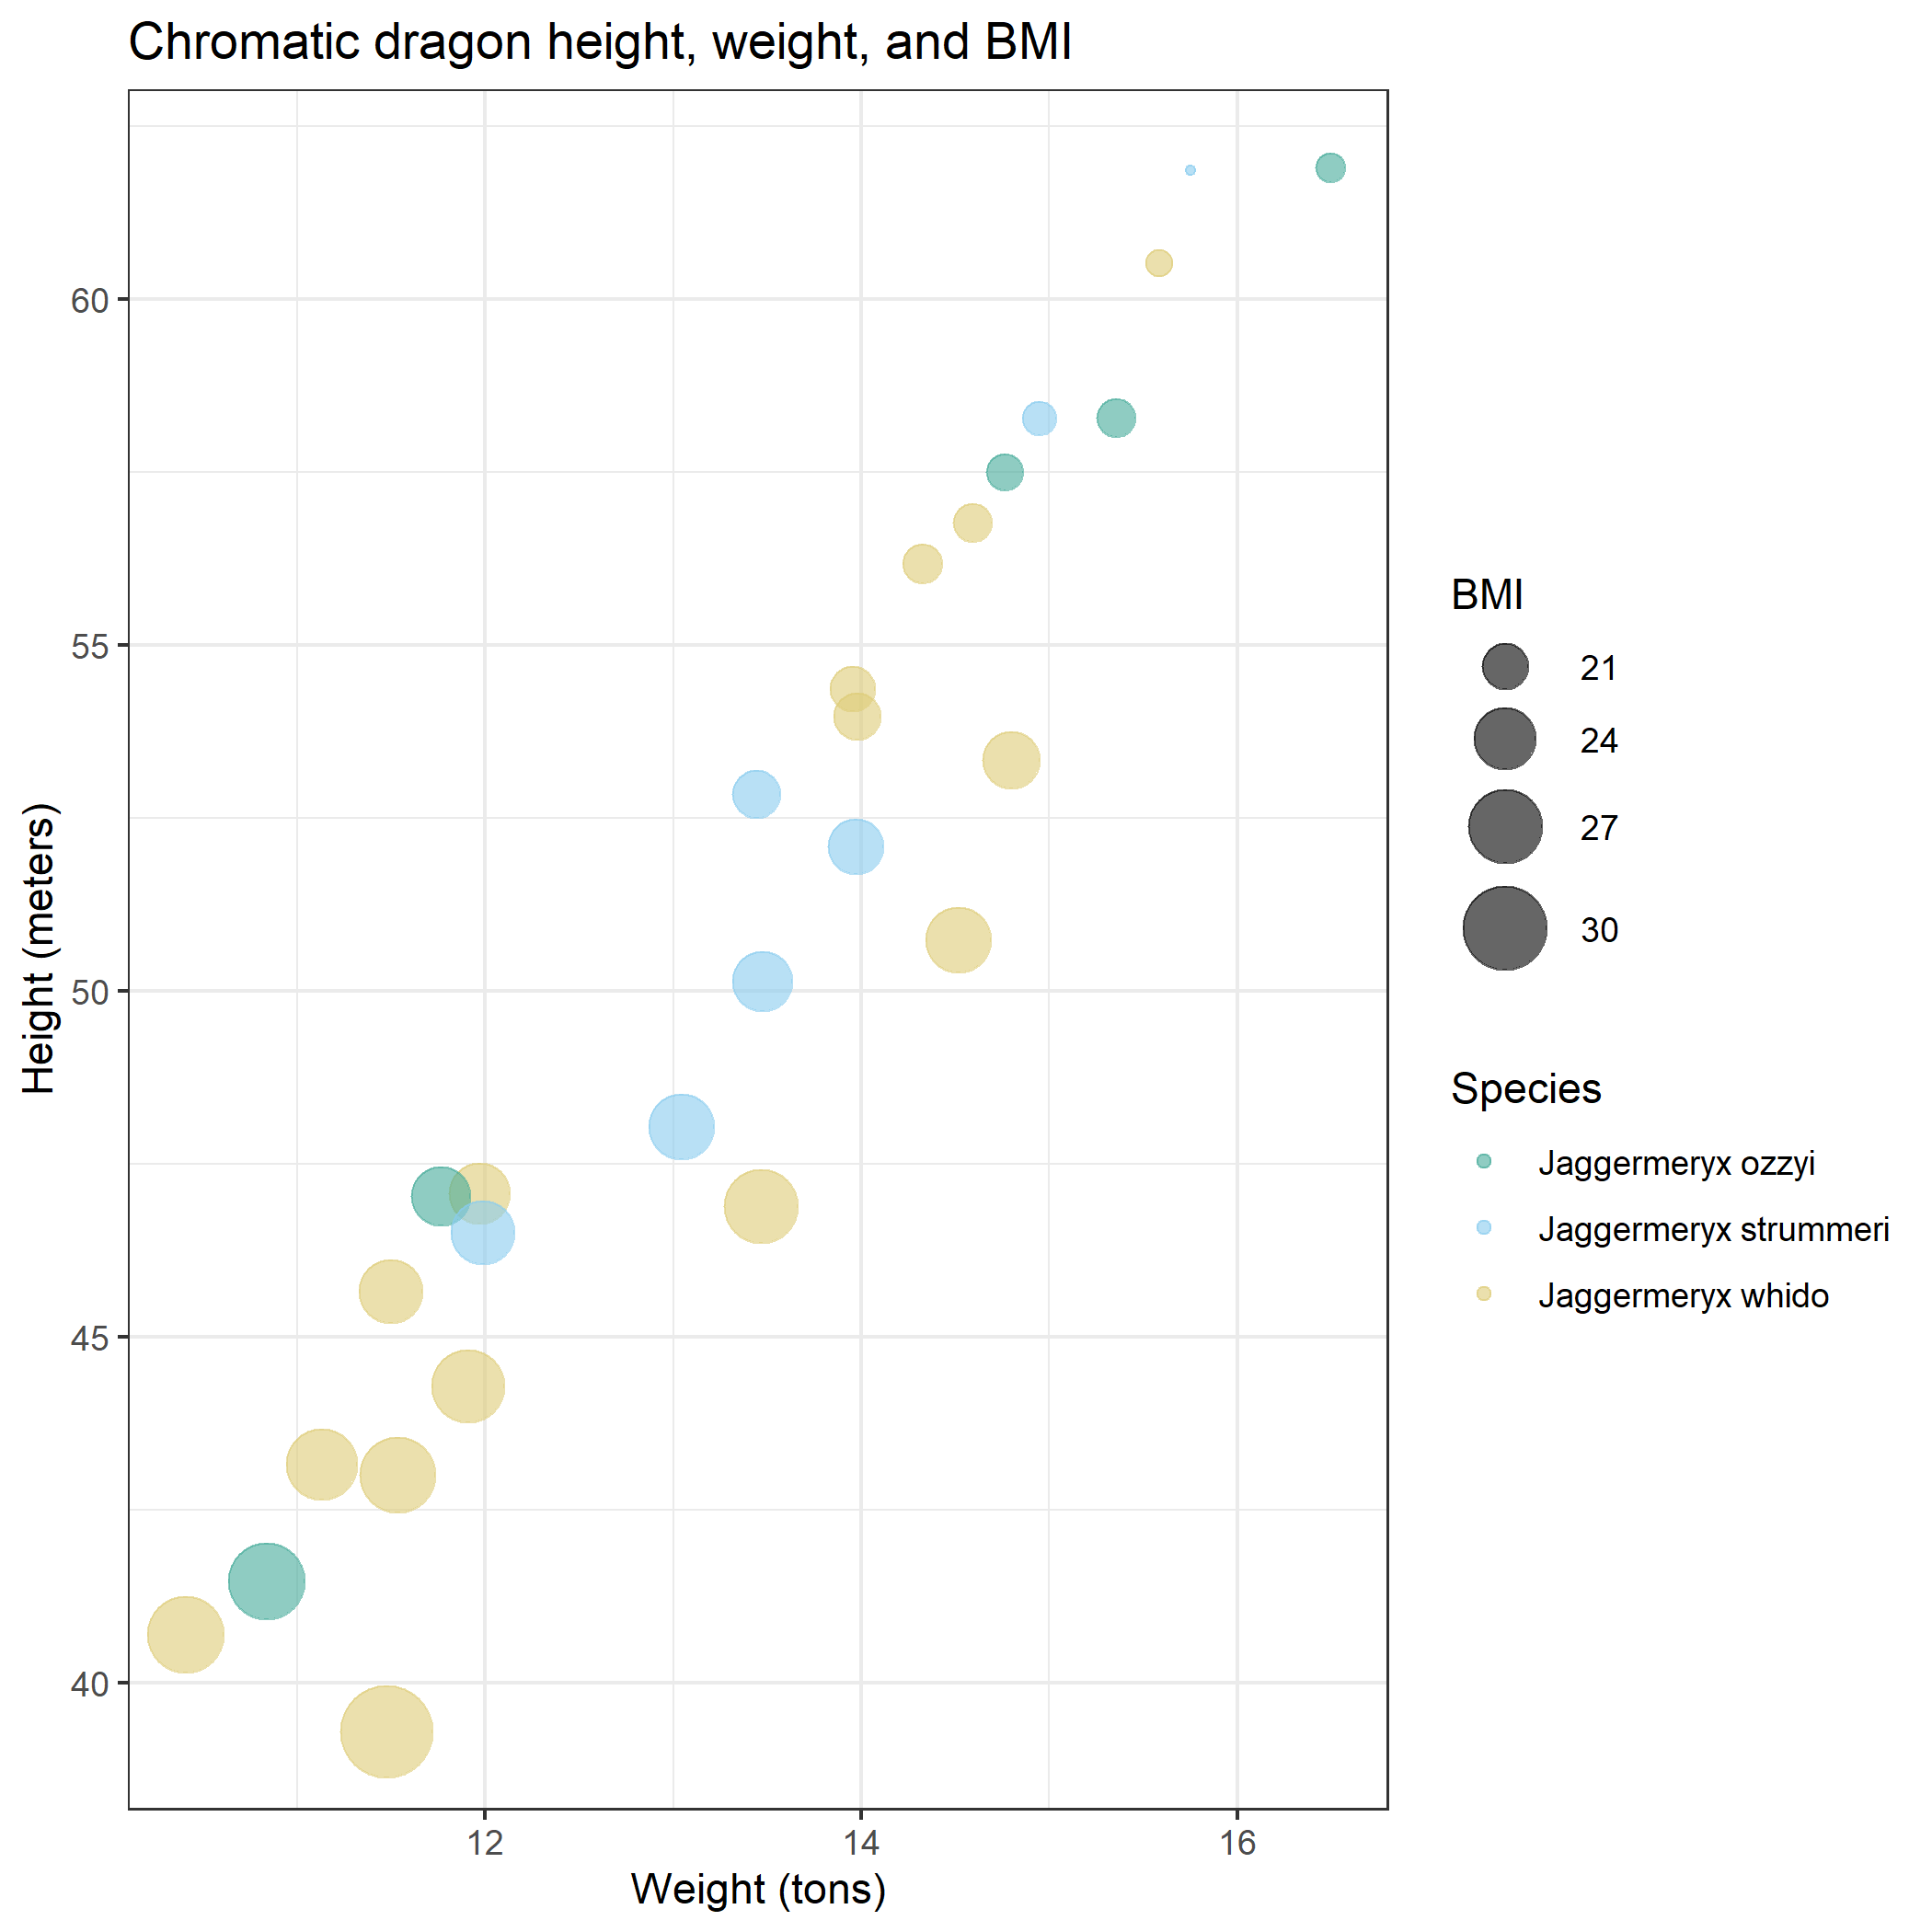 Chromatic dragon height, weight, and BMI
Height (meters)
60
55
50
45
40
12
14
16
Weight (tons)
BMI
21
24
27
30
Species
Jaggermeryx ozzyi
Jaggermeryx strummeri
Jaggermeryx whido